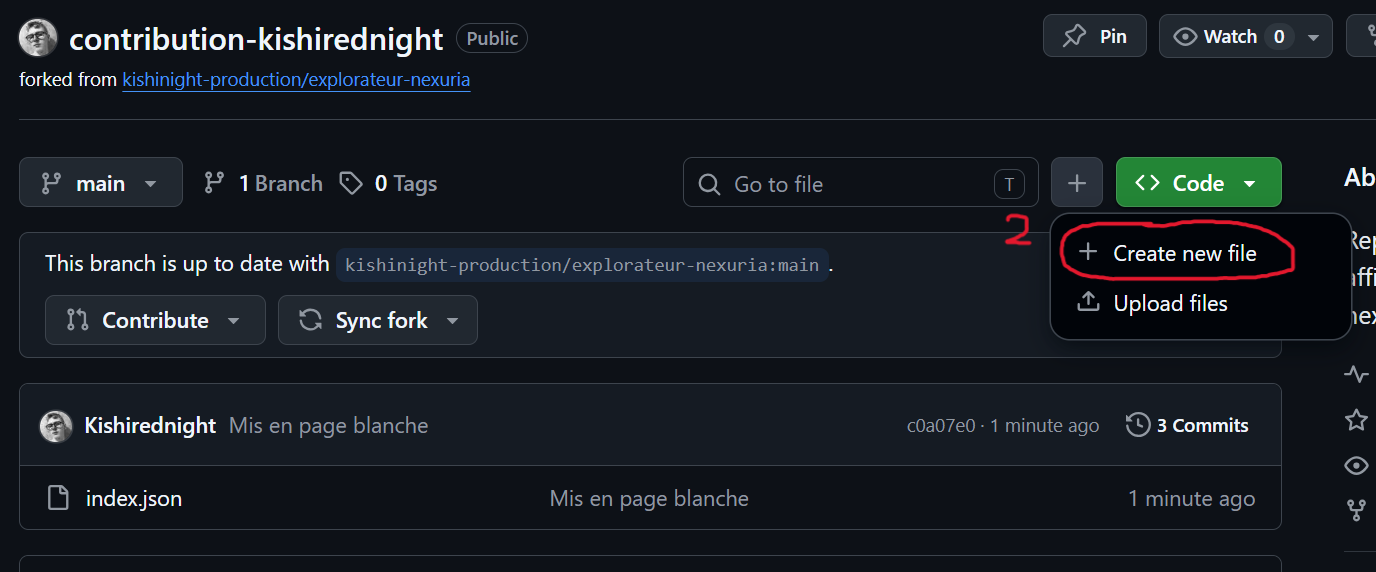 contribution-kishirednight Public Pin Watch 0
forked from kishinight-production/explorateur-nexuria
main 1 Branch 0 Tags Go to file T Code
2
Create new file
Upload files
This branch is up to date with kishinight-production/explorateur-nexuria:main.
Contribute Sync fork
Kishirednight Mis en page blanche c0a07e0 · 1 minute ago 3 Commits
index.json Mis en page blanche 1 minute ago